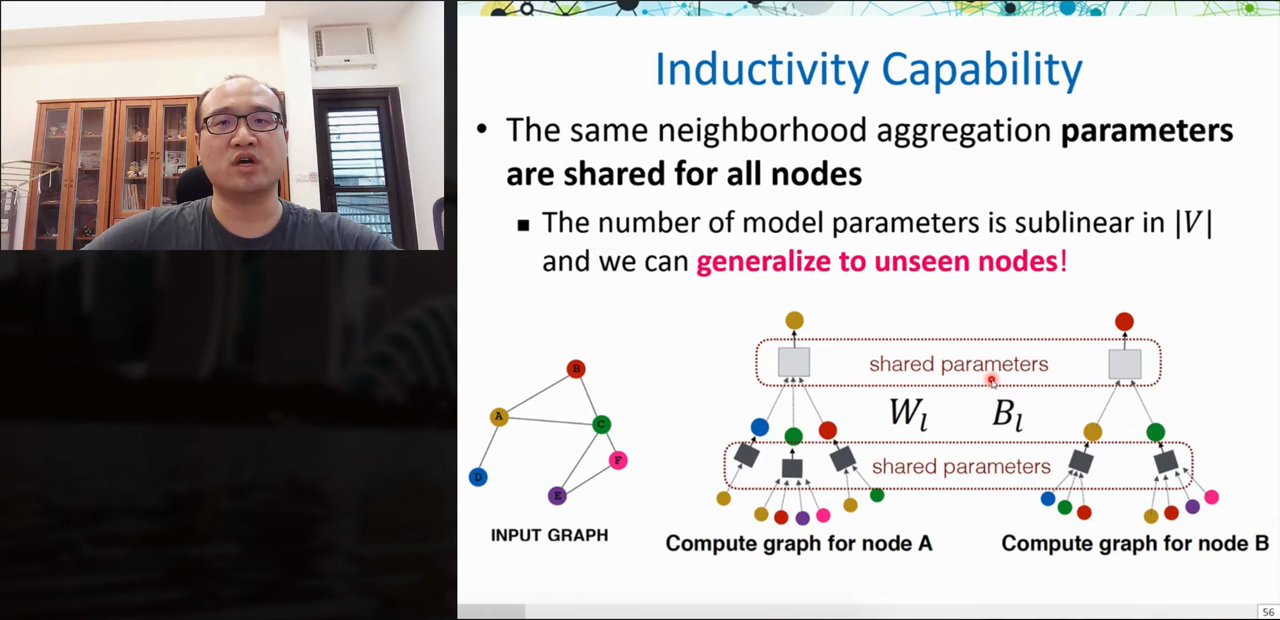 Inductivity Capability
• The same neighborhood aggregation parameters
are shared for all nodes
▪ The number of model parameters is sublinear in |V|
and we can generalize to unseen nodes!
B
A
C
F
D
E
INPUT GRAPH
shared parameters
W_l B_l
shared parameters
Compute graph for node A
Compute graph for node B
56